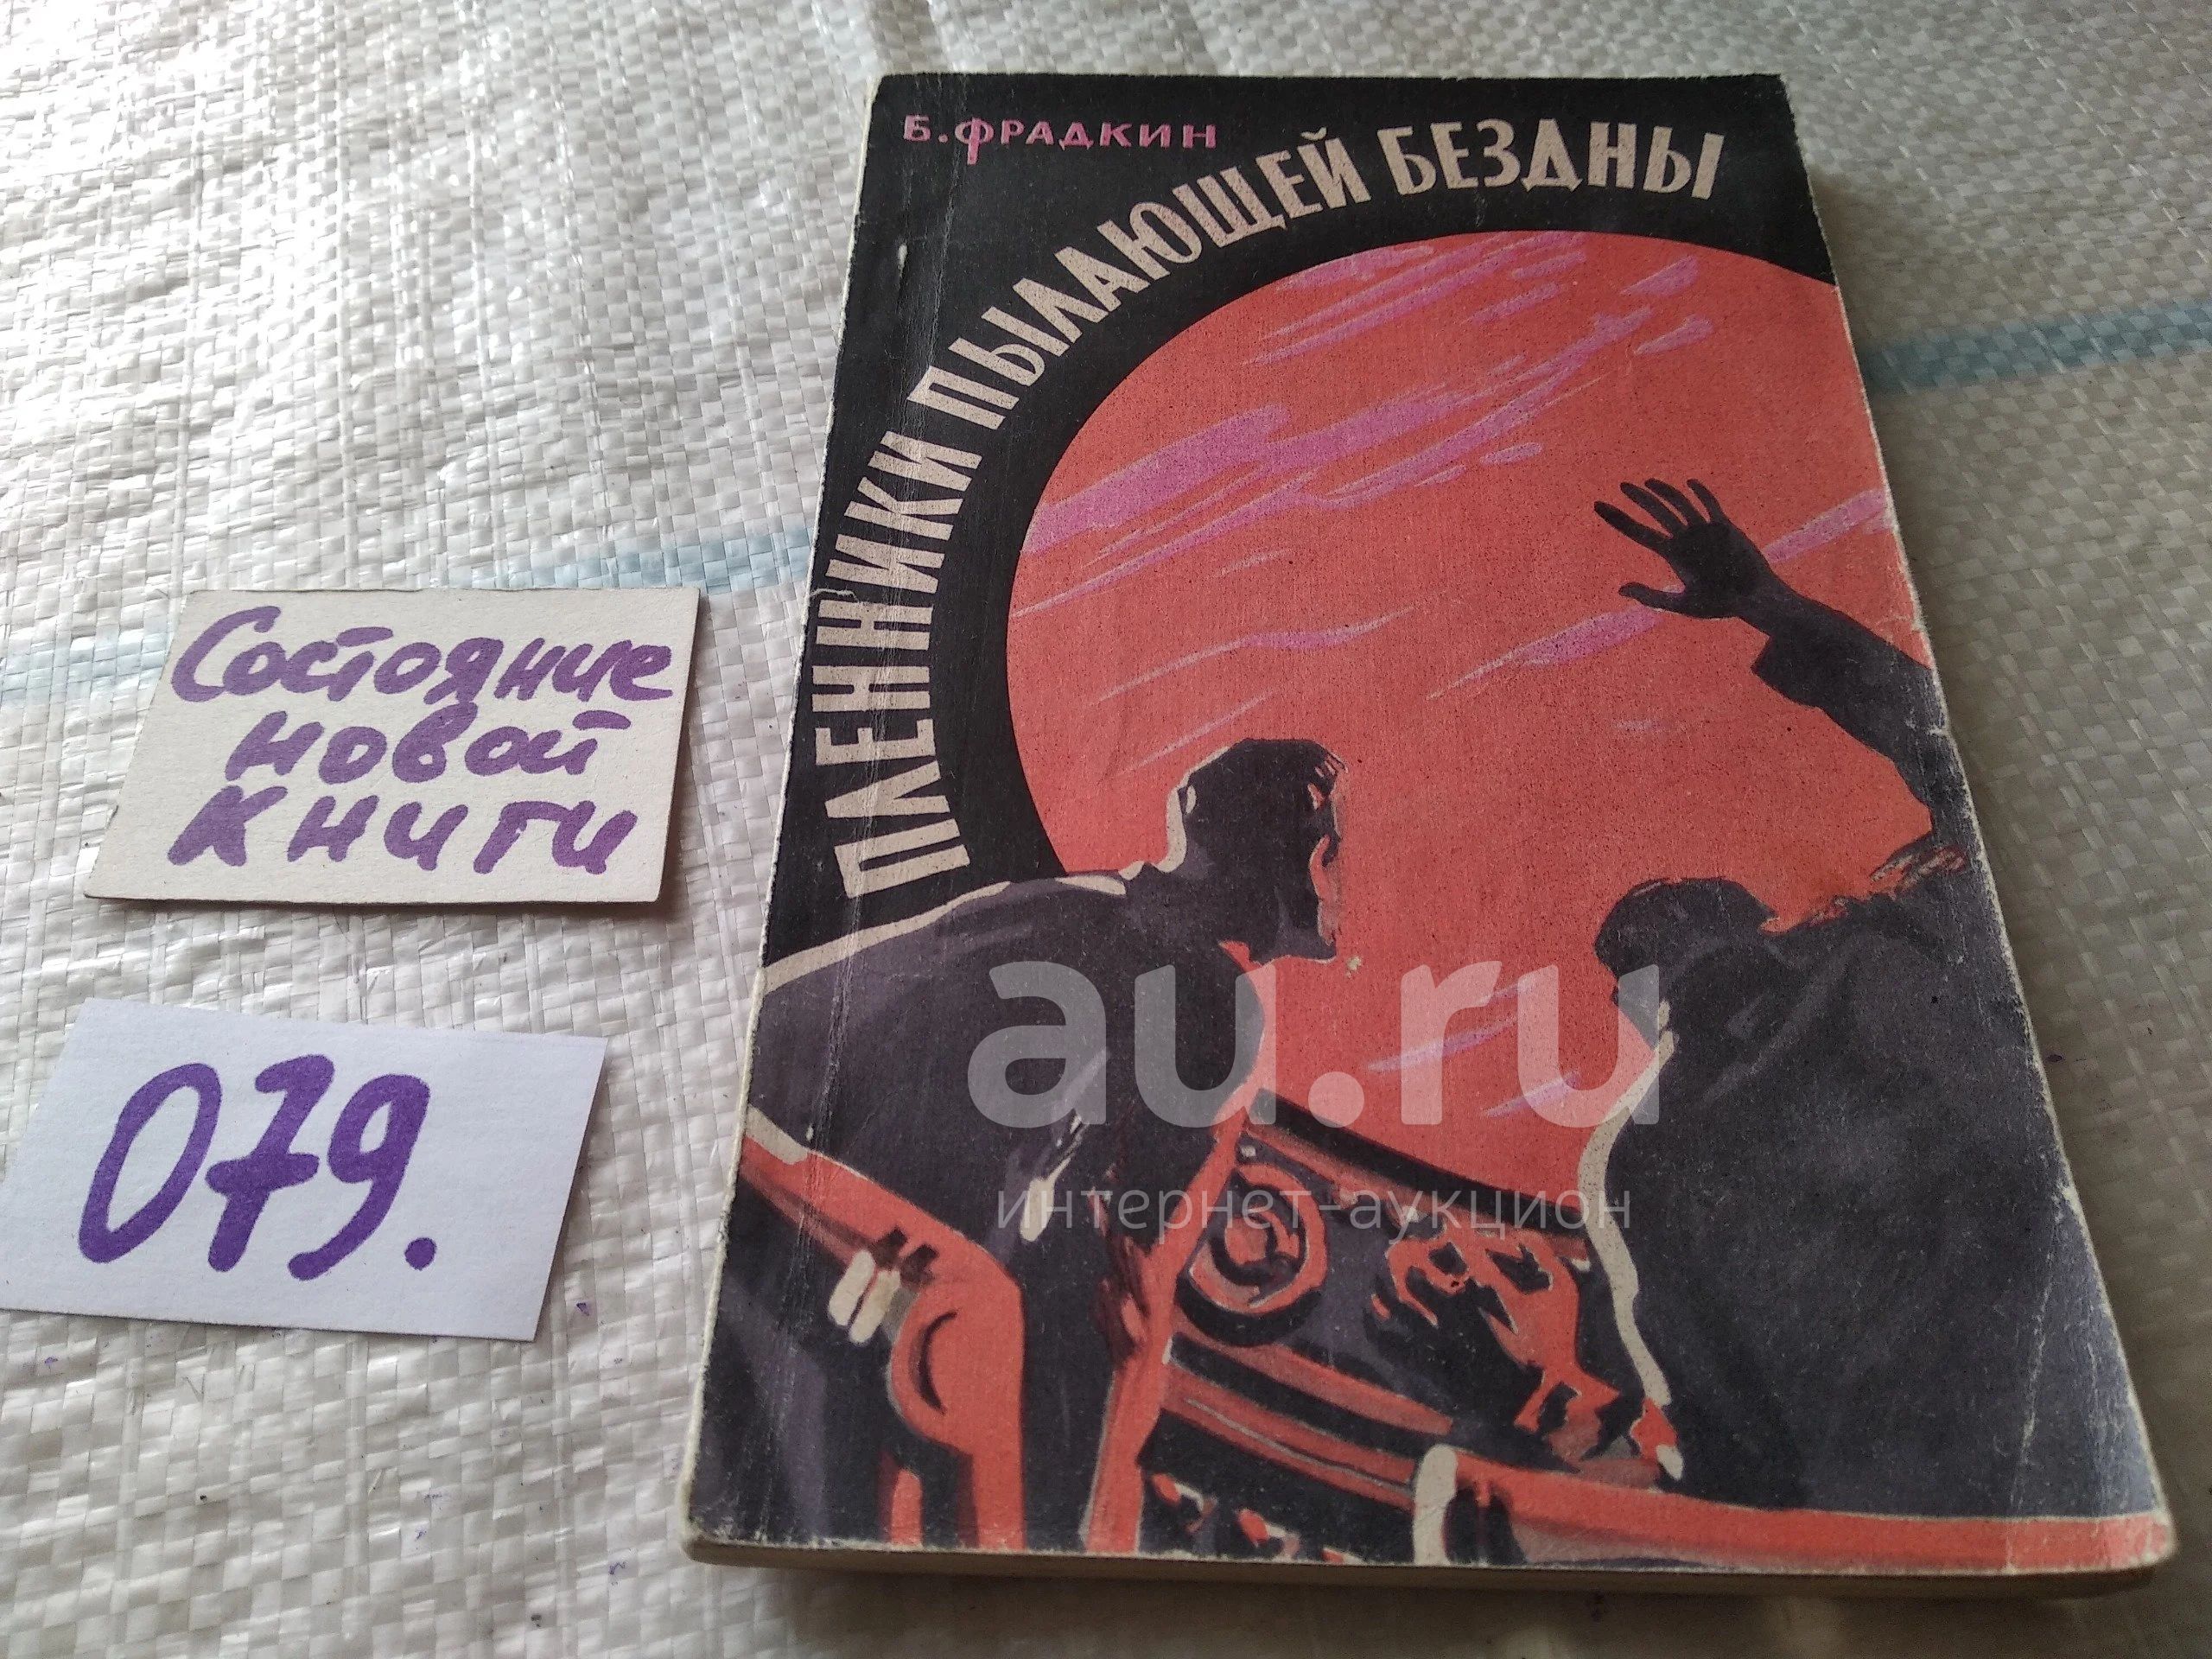 Б. ФРАДКИН
ПЛЕННИКИ ПЫЛАЮЩЕЙ БЕЗДНЫ
Состояние
новой
книги
079.
au.ru
интернет-аукцион